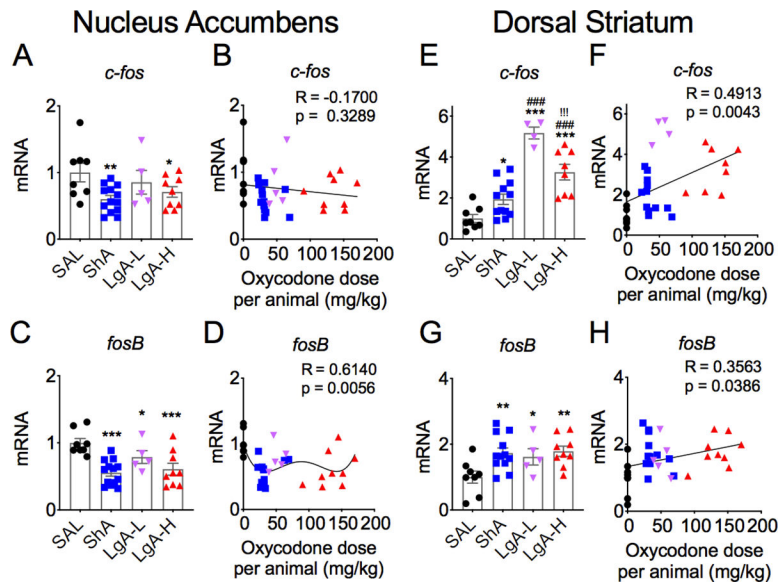 Nucleus Accumbens
Dorsal Striatum
A
c-fos
mRNA
2
1
0
**
*
SAL
ShA
LgA-L
LgA-H
B
c-fos
R = -0.1700
p = 0.3289
mRNA
2
1
0
0 50 100 150 200
Oxycodone dose
per animal (mg/kg)
E
c-fos
mRNA
6
4
2
0
*
###
***
!!!
###
***
SAL
ShA
LgA-L
LgA-H
F
c-fos
R = 0.4913
p = 0.0043
mRNA
6
4
2
0
0 50 100 150 200
Oxycodone dose
per animal (mg/kg)
C
fosB
mRNA
2
1
0
***
*
***
SAL
ShA
LgA-L
LgA-H
D
fosB
R = 0.6140
p = 0.0056
mRNA
2
1
0
0 50 100 150 200
Oxycodone dose
per animal (mg/kg)
G
fosB
mRNA
4
2
0
**
*
**
SAL
ShA
LgA-L
LgA-H
H
fosB
R = 0.3563
p = 0.0386
mRNA
4
2
0
0 50 100 150 200
Oxycodone dose
per animal (mg/kg)